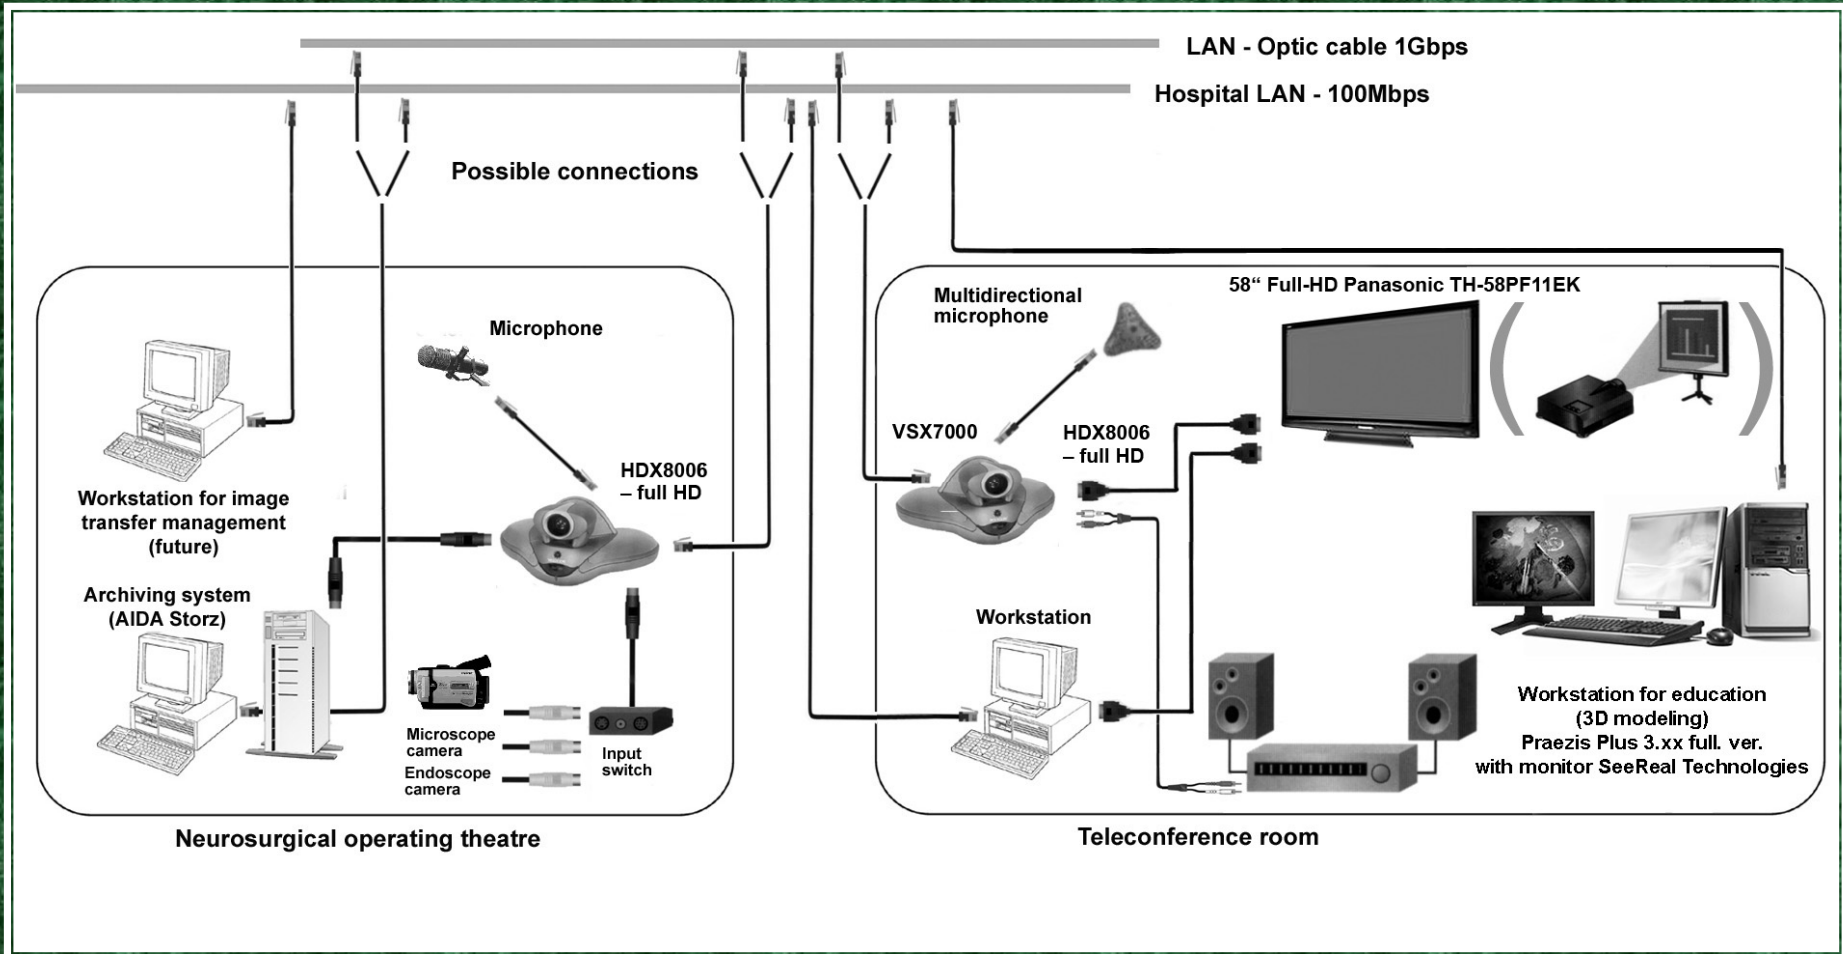 LAN - Optic cable 1Gbps
Hospital LAN - 100Mbps
Possible connections
Microphone
HDX8006
– full HD
Workstation for image
transfer management
(future)
Archiving system
(AIDA Storz)
Microscope
camera
Endoscope
camera
Input
switch
Neurosurgical operating theatre
58“ Full-HD Panasonic TH-58PF11EK
Multidirectional
microphone
VSX7000
HDX8006
– full HD
Workstation
Workstation for education
(3D modeling)
Praezis Plus 3.xx full. ver.
with monitor SeeReal Technologies
Teleconference room